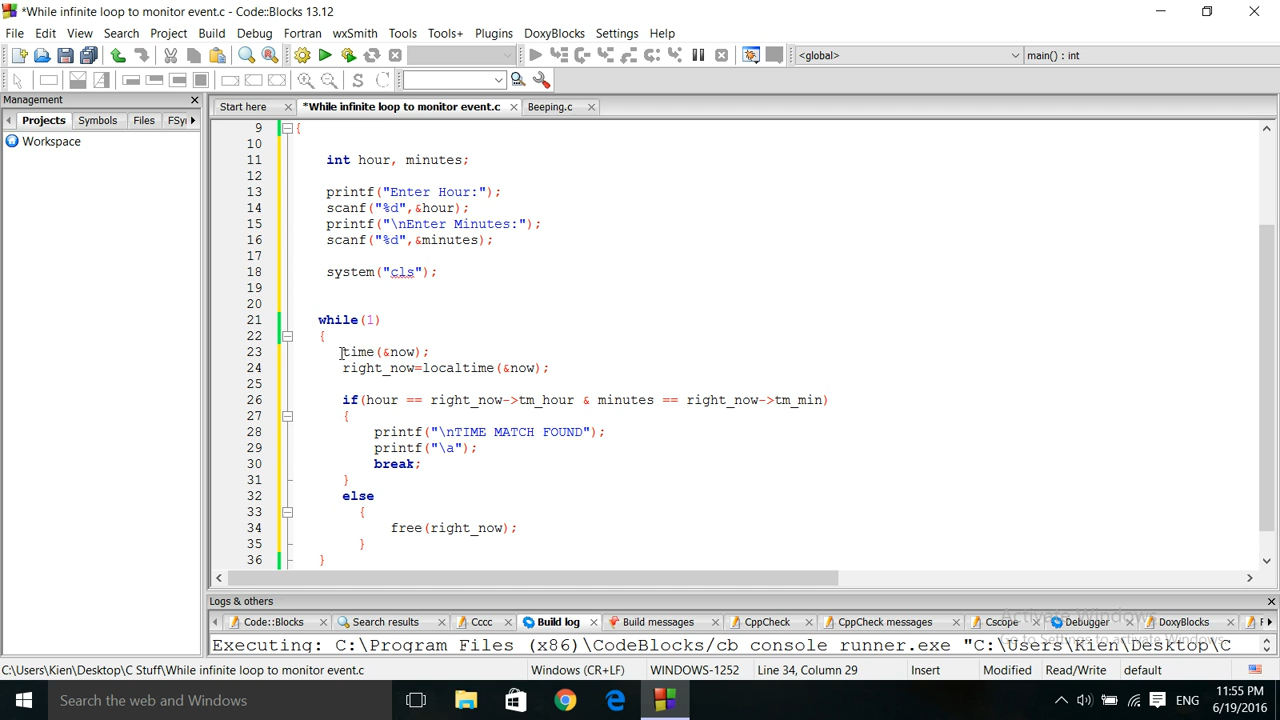 *While infinite loop to monitor event.c - Code::Blocks 13.12
File Edit View Search Project Build Debug Fortran wxSmith Tools Tools+ Plugins DoxyBlocks Settings Help
<global> main() : int
Management
Projects Symbols Files FSy
Workspace
Start here *While infinite loop to monitor event.c Beeping.c
9 {
10
11 int hour, minutes;
12
13 printf("Enter Hour:");
14 scanf("%d",&hour);
15 printf("\nEnter Minutes:");
16 scanf("%d",&minutes);
17
18 system("cls");
19
20
21 while(1)
22 {
23 time(&now);
24 right_now=localtime(&now);
25
26 if(hour == right_now->tm_hour & minutes == right_now->tm_min)
27 {
28 printf("\nTIME MATCH FOUND");
29 printf("\a");
30 break;
31 }
32 else
33 {
34 free(right_now);
35 }
36 }
Logs & others
Code::Blocks Search results Cccc Build log Build messages CppCheck CppCheck messages Cscope Debugger DoxyBlocks F
Activate Windows
Go to Settings to activate Windows.
Executing: C:\Program Files (x86)\CodeBlocks/cb_console_runner.exe "C:\Users\Kien\Desktop\C
C:\Users\Kien\Desktop\C Stuff\While infinite loop to monitor event.c Windows (CR+LF) WINDOWS-1252 Line 34, Column 29 Insert Modified Read/Write default
Search the web and Windows
ENG
11:55 PM
6/19/2016